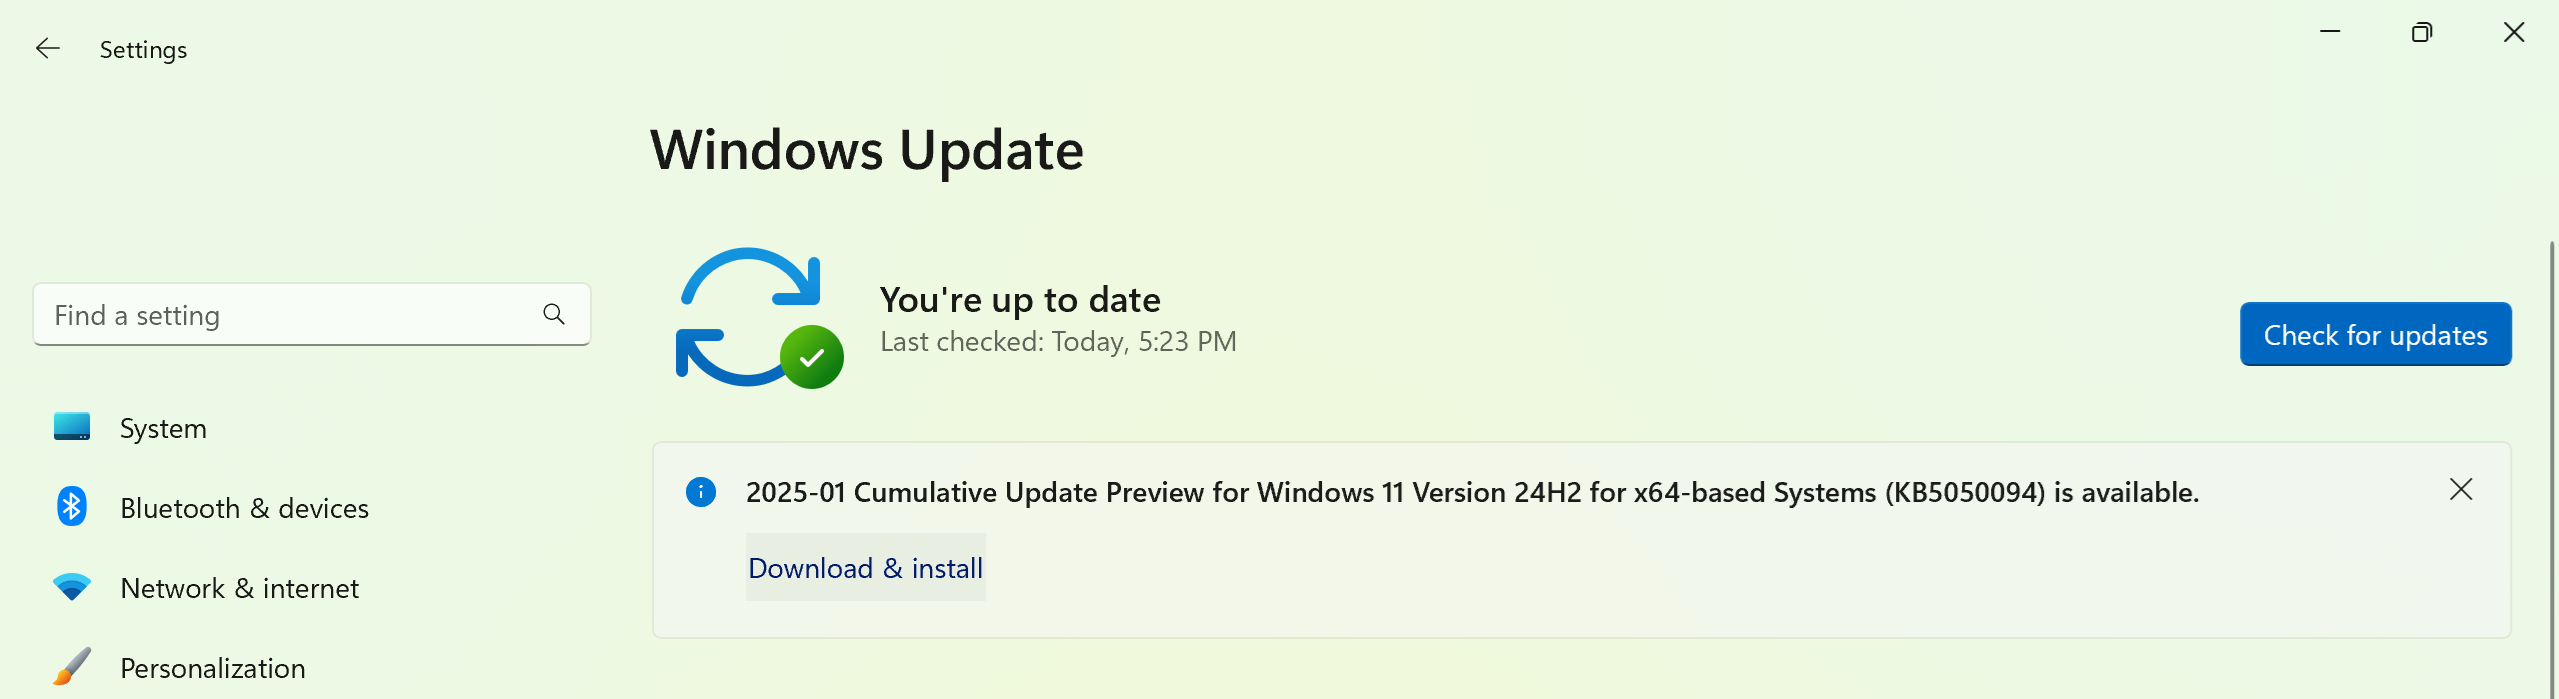 Settings
Windows Update
Find a setting
You're up to date
Last checked: Today, 5:23 PM
Check for updates
System
Bluetooth & devices
Network & internet
Personalization
2025-01 Cumulative Update Preview for Windows 11 Version 24H2 for x64-based Systems (KB5050094) is available.
Download & install